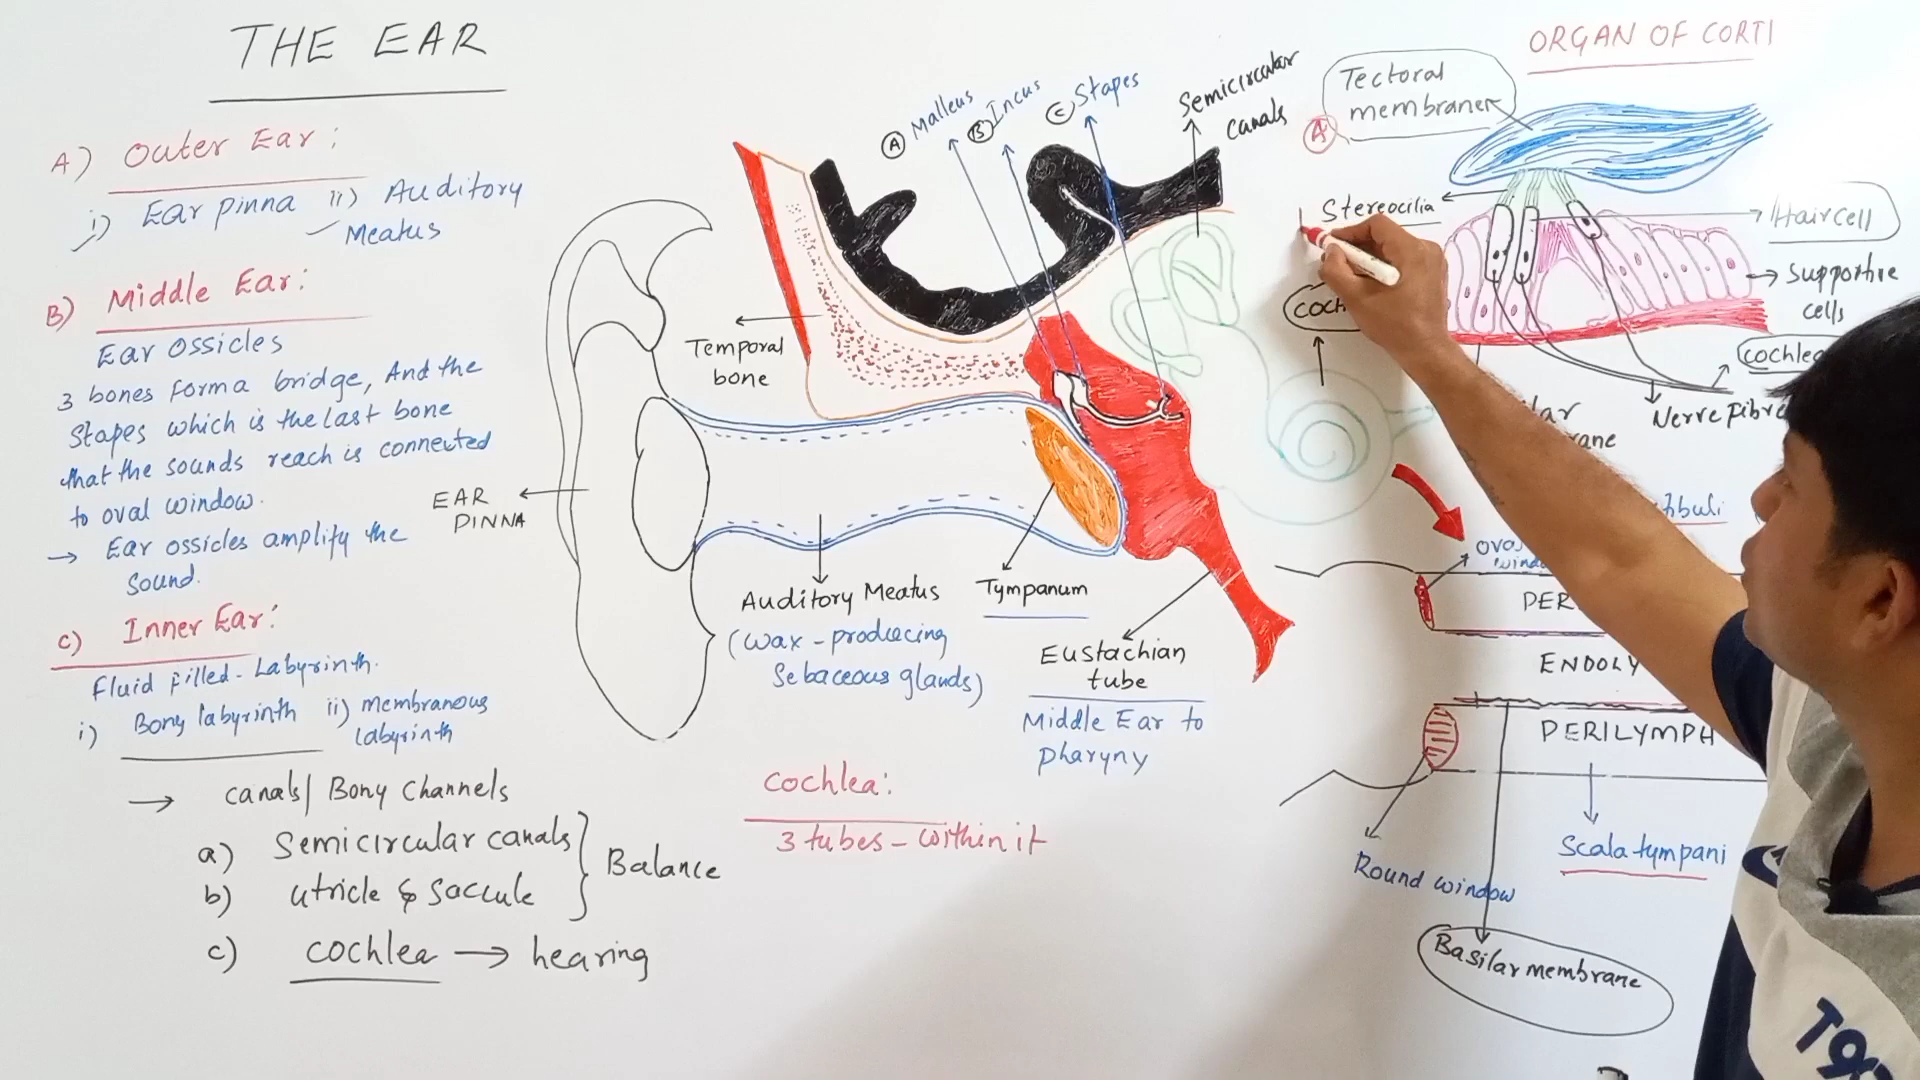 THE EAR
A) Outer Ear:
i) Ear pinna ii) Auditory
Meatus
B) Middle Ear:
Ear Ossicles
3 bones form a bridge, And the
Stapes which is the last bone
that the sounds reach is connected
to oval window.
→ Ear ossicles amplify the
Sound.
C) Inner Ear:
Fluid filled - Labyrinth.
i) Bony labyrinth ii) membranous
labyrinth
→ canals/ Bony Channels
a) Semicircular canals
b) utricle & Saccule
} Balance
c) cochlea → hearing
EAR
PINNA
Temporal
bone
A Malleus
B Incus
C Stapes
Semicircular
canals
Auditory Meatus
(wax - producing
Sebaceous glands)
Tympanum
Eustachian
tube
Middle Ear to
pharyny
cochlea:
3 tubes - within it
ORGAN OF CORTI
Tectoral
membrane
A
Stereocilia
Hair cell
Supportive
cells
Nerve
PERILYMPH
Scala tympani
Round window
Basilar membrane